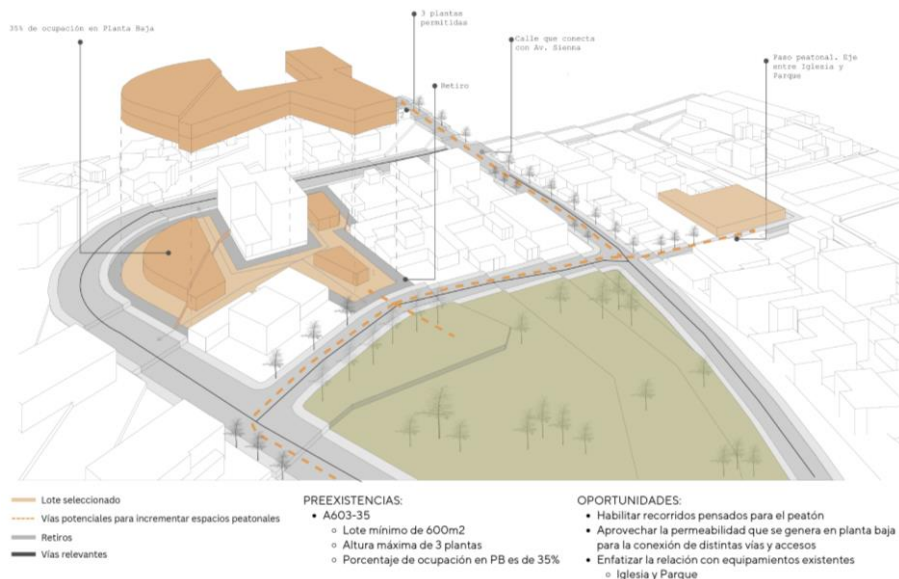 3 plantas
permitidas
35% de ocupación en Planta Baja
Calle que conecta
con Av. Sienna
Paso peatonal. Eje
entre Iglesia y
Parque
Retiro
Lote seleccionado
Vías potenciales para incrementar espacios peatonales
Retiros
Vías relevantes
PREEXISTENCIAS:
• A603-35
○ Lote mínimo de 600m2
○ Altura máxima de 3 plantas
○ Porcentaje de ocupación en PB es de 35%
OPORTUNIDADES:
• Habilitar recorridos pensados para el peatón
• Aprovechar la permeabilidad que se genera en planta baja
para la conexión de distintas vías y accesos
• Enfatizar la relación con equipamientos existentes
○ Iglesia y Parque